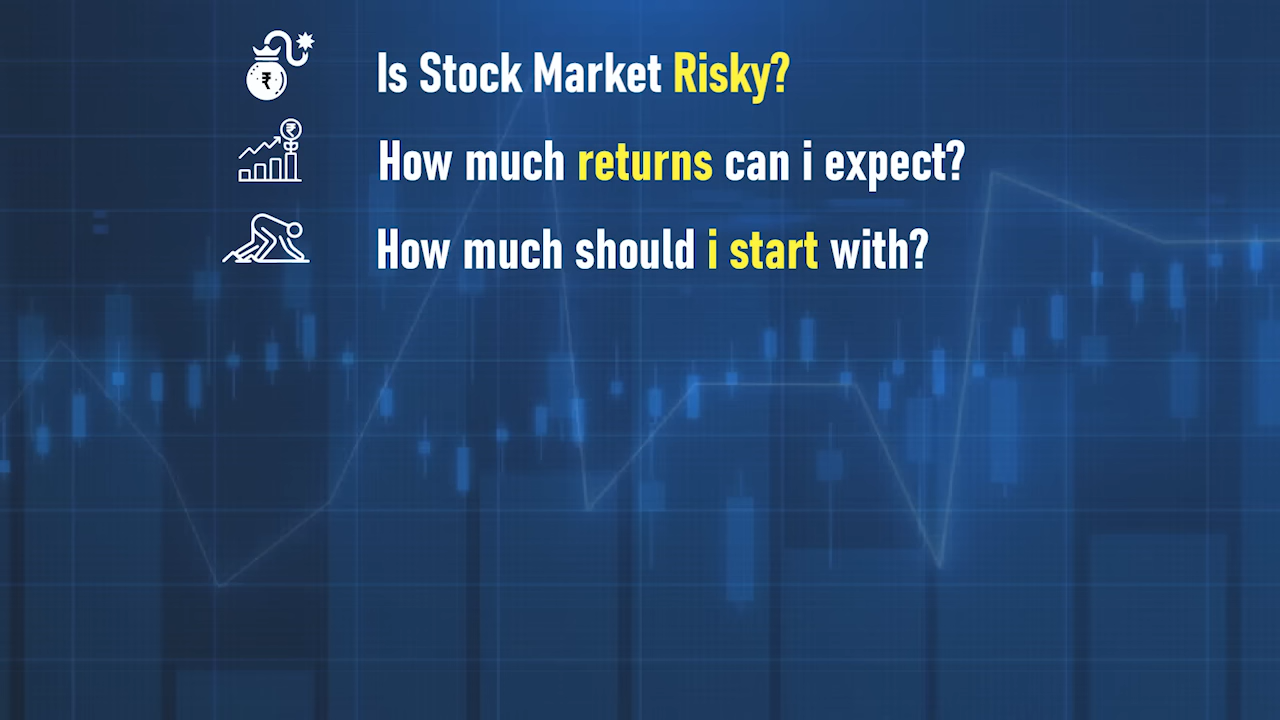 Is Stock Market Risky?
How much returns can i expect?
How much should i start with?